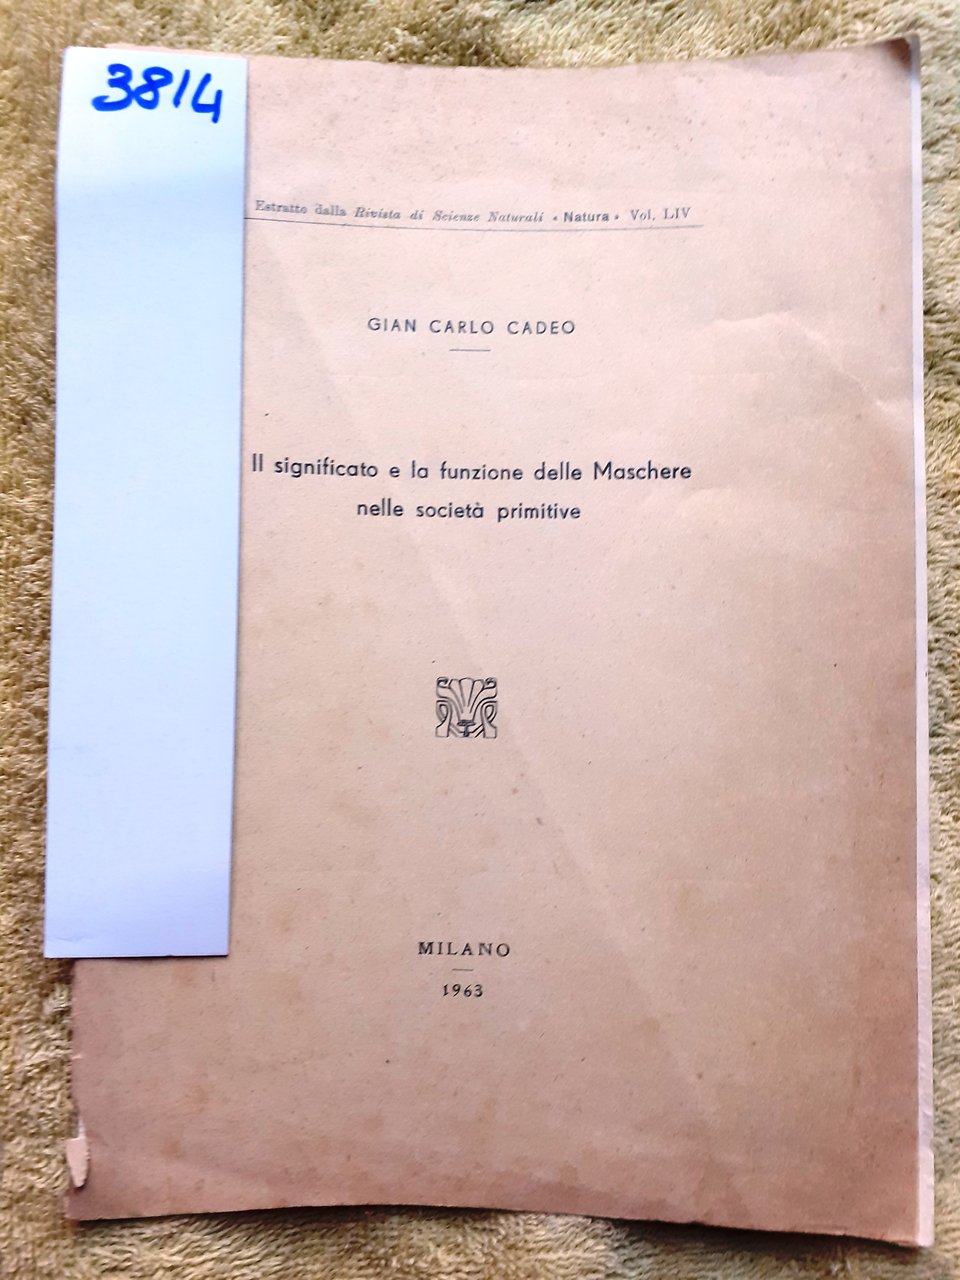 3814
Estratto dalla Rivista di Scienze Naturali « Natura » Vol. LIV
GIAN CARLO CADEO
Il significato e la funzione delle Maschere
nelle società primitive
MILANO
1963